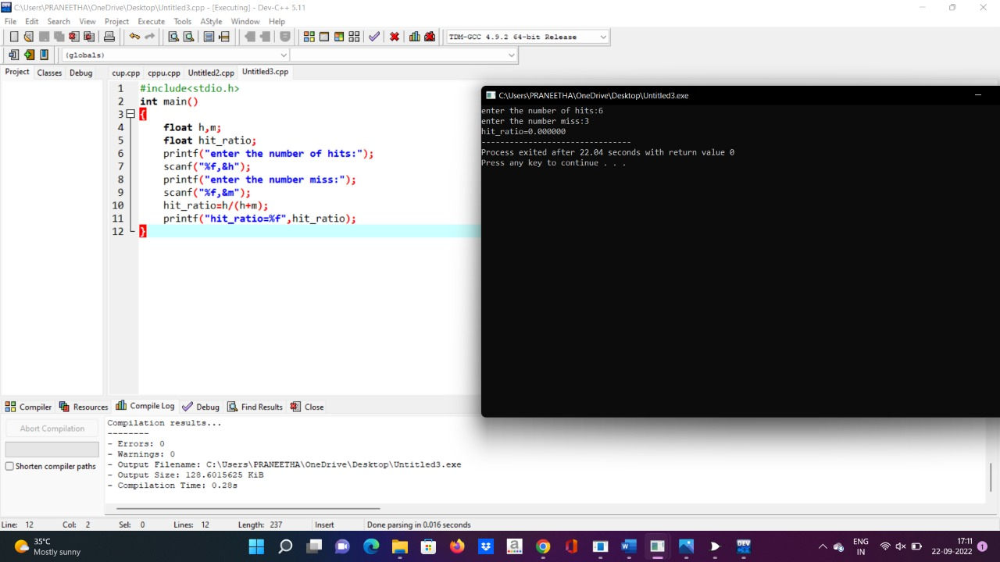 C:\Users\PRANEETHA\OneDrive\Desktop\Untitled3.cpp - [Executing] - Dev-C++ 5.11
File Edit Search View Project Execute Tools AStyle Window Help
TDM-GCC 4.9.2 64-bit Release
(globals)
Project Classes Debug cup.cpp cppu.cpp Untitled2.cpp Untitled3.cpp
1 #include<stdio.h>
2 int main()
3 {
4 float h,m;
5 float hit_ratio;
6 printf("enter the number of hits:");
7 scanf("%f,&h");
8 printf("enter the number miss:");
9 scanf("%f,&m");
10 hit_ratio=h/(h+m);
11 printf("hit_ratio=%f",hit_ratio);
12 }
C:\Users\PRANEETHA\OneDrive\Desktop\Untitled3.exe
enter the number of hits:6
enter the number miss:3
hit_ratio=0.000000
--------------------------------
Process exited after 22.04 seconds with return value 0
Press any key to continue . . .
Compiler Resources Compile Log Debug Find Results Close
Abort Compilation
Shorten compiler paths
Compilation results...
--------
- Errors: 0
- Warnings: 0
- Output Filename: C:\Users\PRANEETHA\OneDrive\Desktop\Untitled3.exe
- Output Size: 128.6015625 KiB
- Compilation Time: 0.28s
Line: 12 Col: 2 Sel: 0 Lines: 12 Length: 237 Insert Done parsing in 0.016 seconds
35°C
Mostly sunny
ENG
IN
17:11
22-09-2022
1